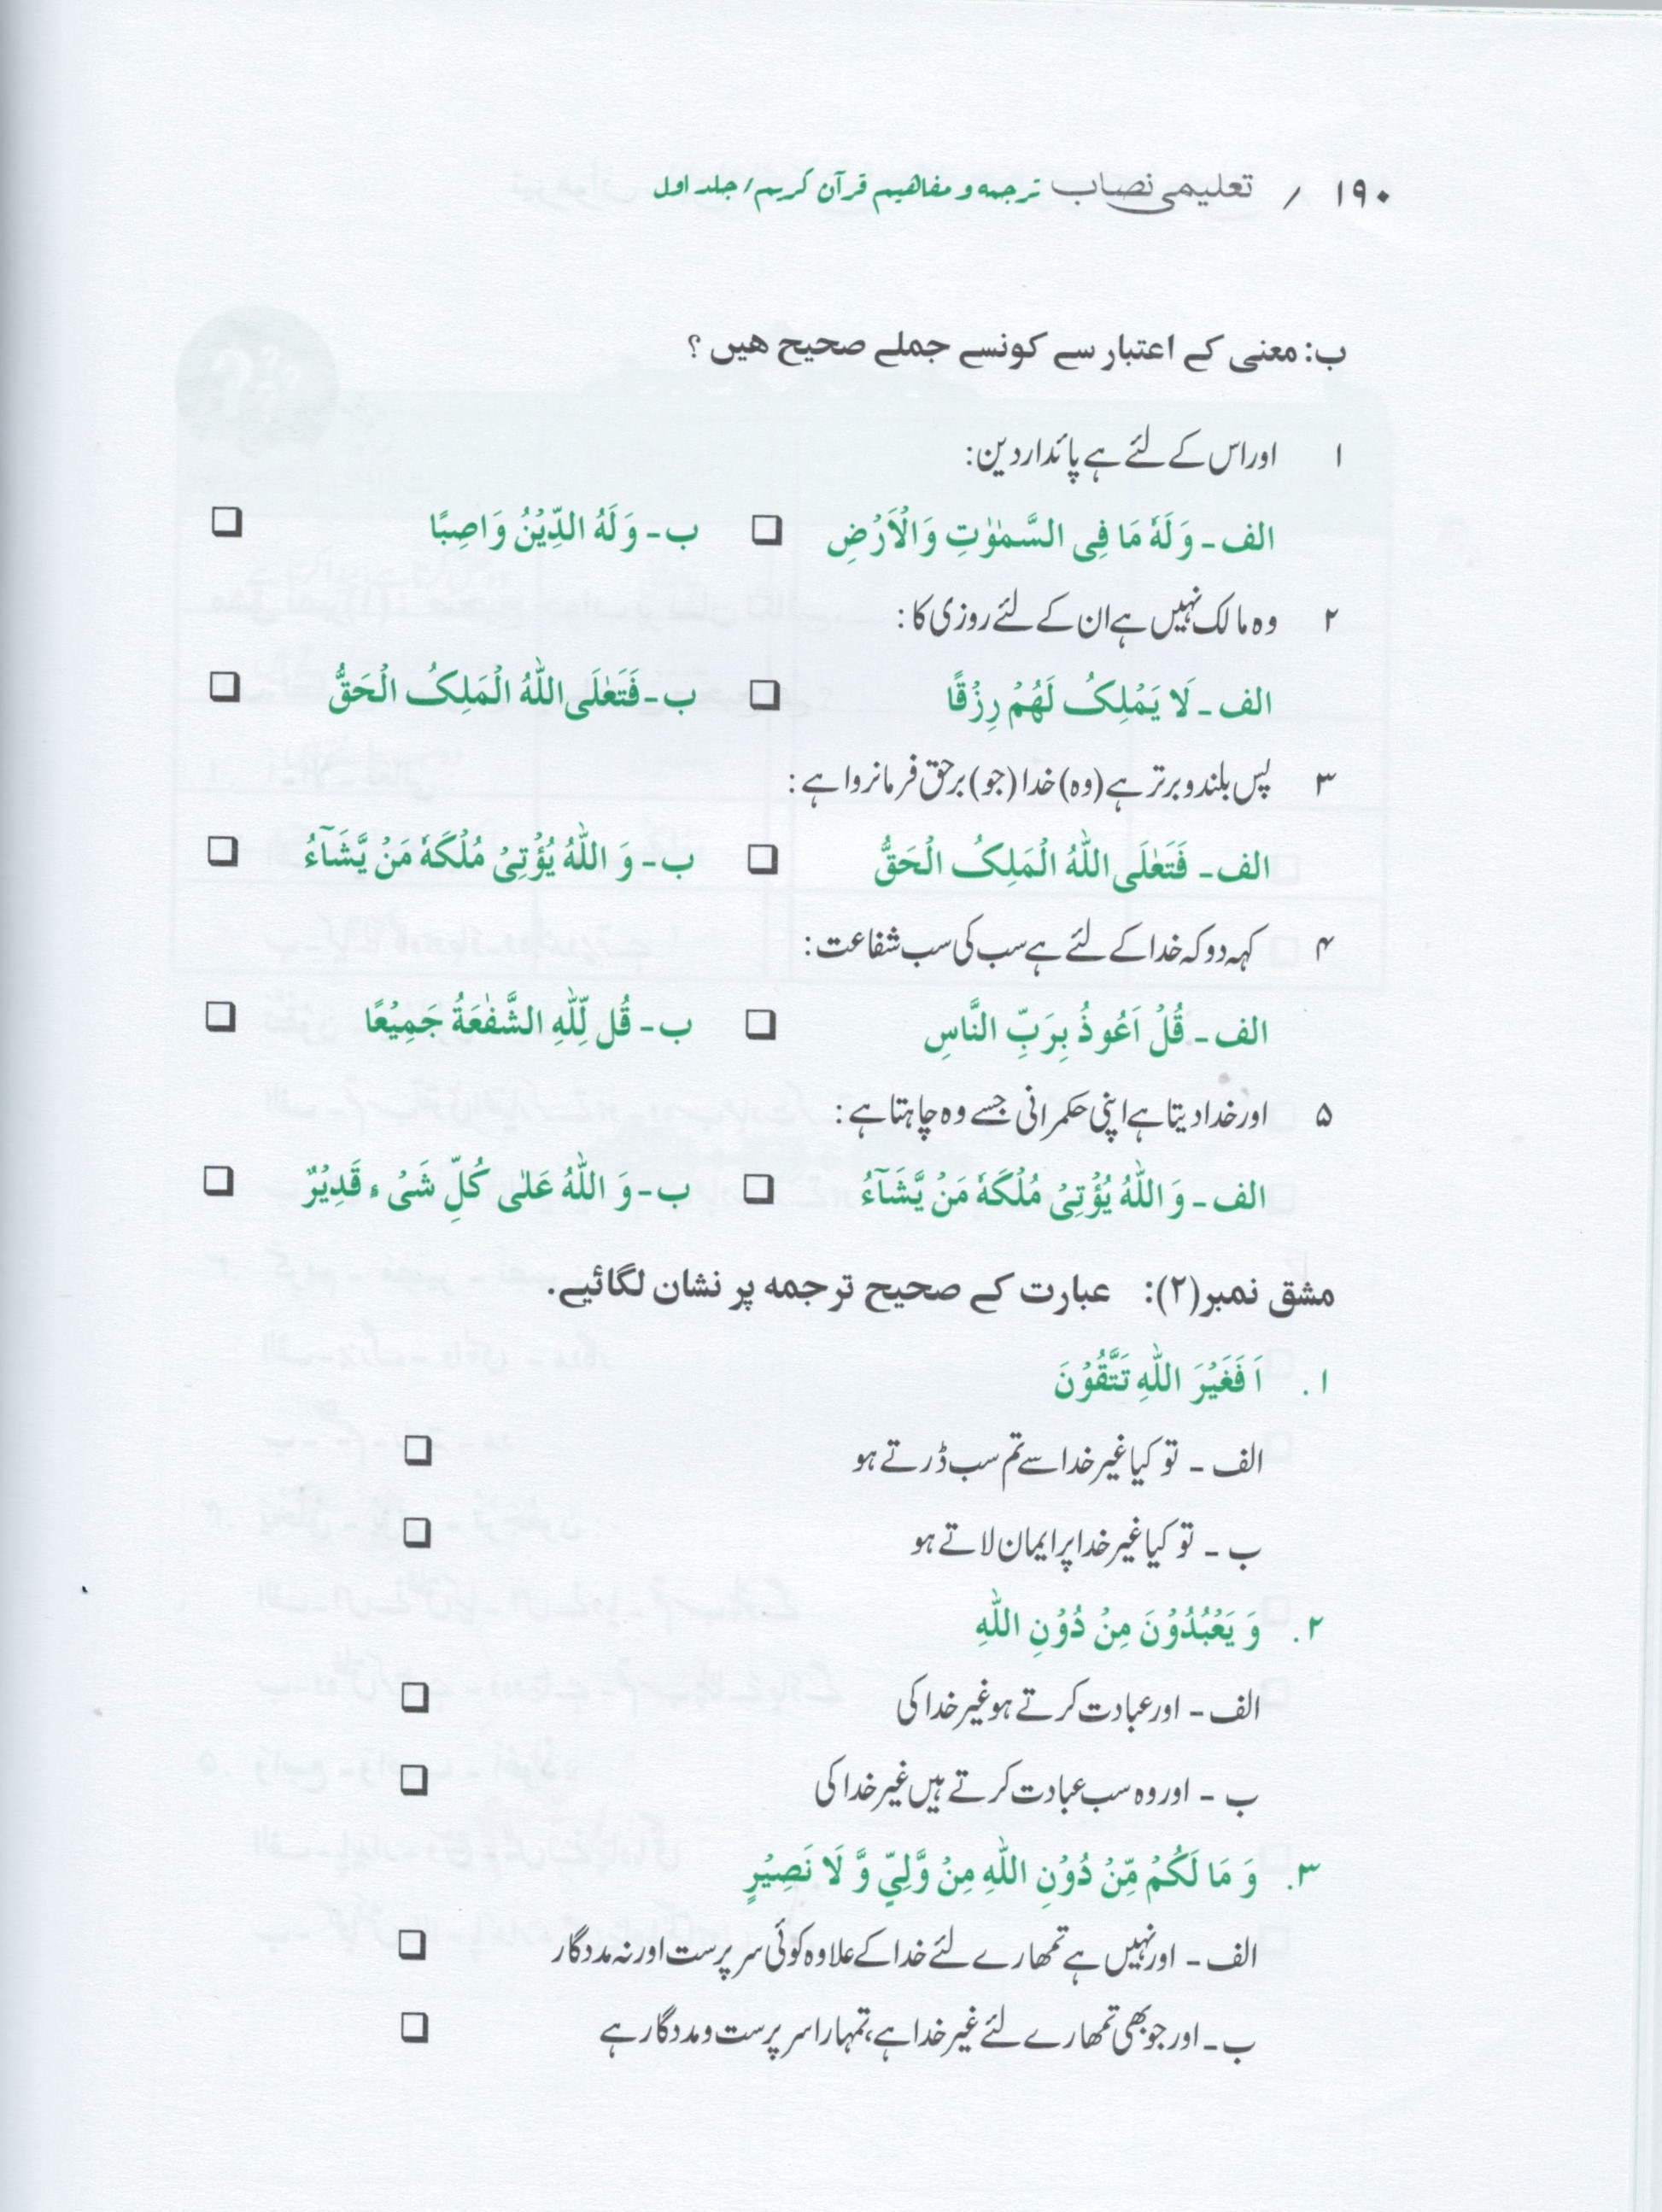 ۱۹۰ / تعلیمی نصاب ترجمه و مفاهیم قرآن کریم/ جلد اول
ب: معنی کے اعتبار سے کونسے جملے صحیح ھیں ؟
۱ اور اس کے لئے ہے پائدار دین:
الف ـ وَلَهٗ مَا فِی السَّمٰوٰتِ وَالْاَرْضِ ❏ ب ـ وَلَهُ الدِّیْنُ وَاصِبًا ❏
۲ وہ مالک نہیں ہے ان کے لئے روزی کا:
الف ـ لَا یَمْلِکُ لَهُمْ رِزْقًا ❏ ب ـ فَتَعٰلَی اللّٰهُ الْمَلِکُ الْحَقُّ ❏
۳ پس بلند و برتر ہے (وہ) خدا (جو) برحق فرمانروا ہے:
الف ـ فَتَعٰلَی اللّٰهُ الْمَلِکُ الْحَقُّ ❏ ب ـ وَ اللّٰهُ یُؤْتِیْ مُلْکَهٗ مَنْ یَّشَآءُ ❏
۴ کہہ دو کہ خدا کے لئے ہے سب کی سب شفاعت:
الف ـ قُلْ اَعُوذُ بِرَبِّ النَّاسِ ❏ ب ـ قُل لِّلّٰهِ الشَّفٰعَةُ جَمِیْعًا ❏
۵ اور خدا دیتا ہے اپنی حکمرانی جسے وہ چاہتا ہے:
الف ـ وَ اللّٰهُ یُؤْتِیْ مُلْکَهٗ مَنْ یَّشَآءُ ❏ ب ـ وَ اللّٰهُ عَلٰی کُلِّ شَیْ ءٍ قَدِیْرٌ ❏
مشق نمبر(۲): عبارت کے صحیح ترجمه پر نشان لگائیے.
۱. اَ فَغَیْرَ اللّٰهِ تَتَّقُوْنَ
الف ـ تو کیا غیر خدا سے تم سب ڈرتے ہو ❏
ب ـ تو کیا غیر خدا پر ایمان لاتے ہو ❏
۲. وَ یَعْبُدُوْنَ مِنْ دُوْنِ اللّٰهِ
الف ـ اور عبادت کرتے ہو غیر خدا کی ❏
ب ـ اور وہ سب عبادت کرتے ہیں غیر خدا کی ❏
۳. وَ مَا لَکُمْ مِّنْ دُوْنِ اللّٰهِ مِنْ وَّلِیٍّ وَّ لَا نَصِیْرٍ
الف ـ اور نہیں ہے تمھارے لئے خدا کے علاوہ کوئی سرپرست اور نہ مددگار ❏
ب ـ اور جو بھی تمھارے لئے غیر خدا ہے، تمہارا سرپرست و مددگار ہے ❏